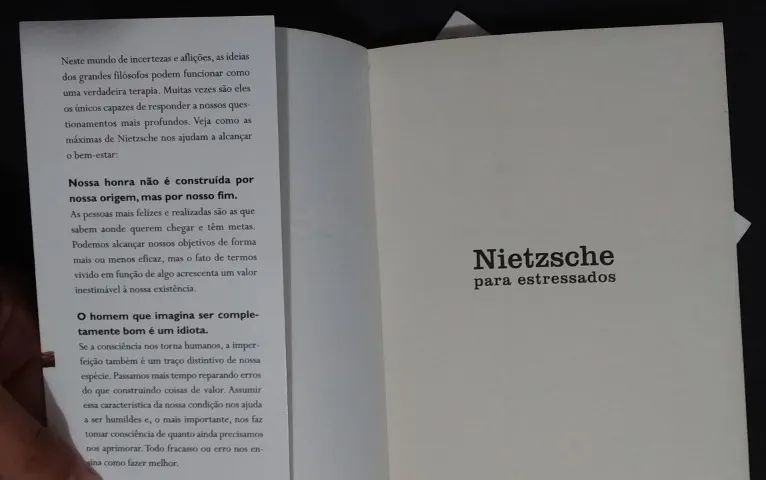 Neste mundo de incertezas e aflições, as ideias
dos grandes filósofos podem funcionar como
uma verdadeira terapia. Muitas vezes são eles
os únicos capazes de responder a nossos ques-
tionamentos mais profundos. Veja como as
máximas de Nietzsche nos ajudam a alcançar
o bem-estar:
Nossa honra não é construída por
nossa origem, mas por nosso fim.
As pessoas mais felizes e realizadas são as que
sabem aonde querem chegar e têm metas.
Podemos alcançar nossos objetivos de forma
mais ou menos eficaz, mas o fato de termos
vivido em função de algo acrescenta um valor
inestimável à nossa existência.
O homem que imagina ser comple-
tamente bom é um idiota.
Se a consciência nos torna humanos, a imper-
feição também é um traço distintivo de nossa
espécie. Passamos mais tempo reparando erros
do que construindo coisas de valor. Assumir
essa característica da nossa condição nos ajuda
a ser humildes e, o mais importante, nos faz
tomar consciência de quanto ainda precisamos
nos aprimorar. Todo fracasso ou erro nos en-
sina como fazer melhor.
Nietzsche
para estressados